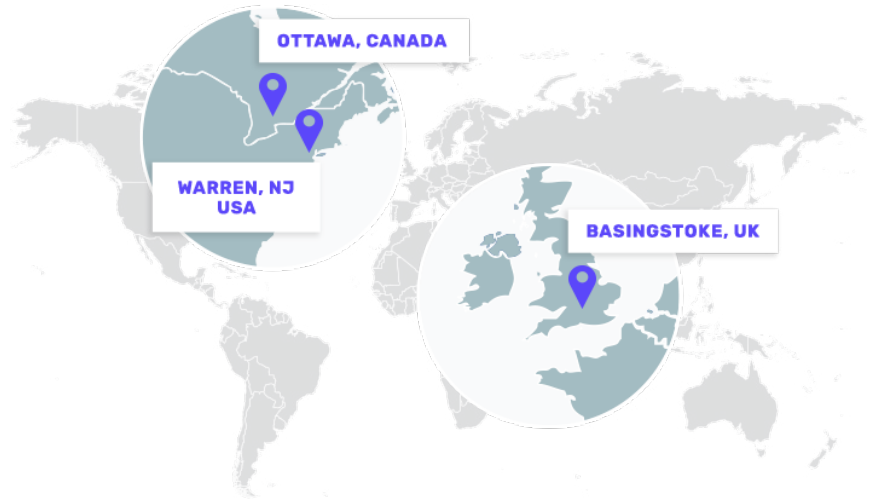 OTTAWA, CANADA
WARREN, NJ
USA
BASINGSTOKE, UK